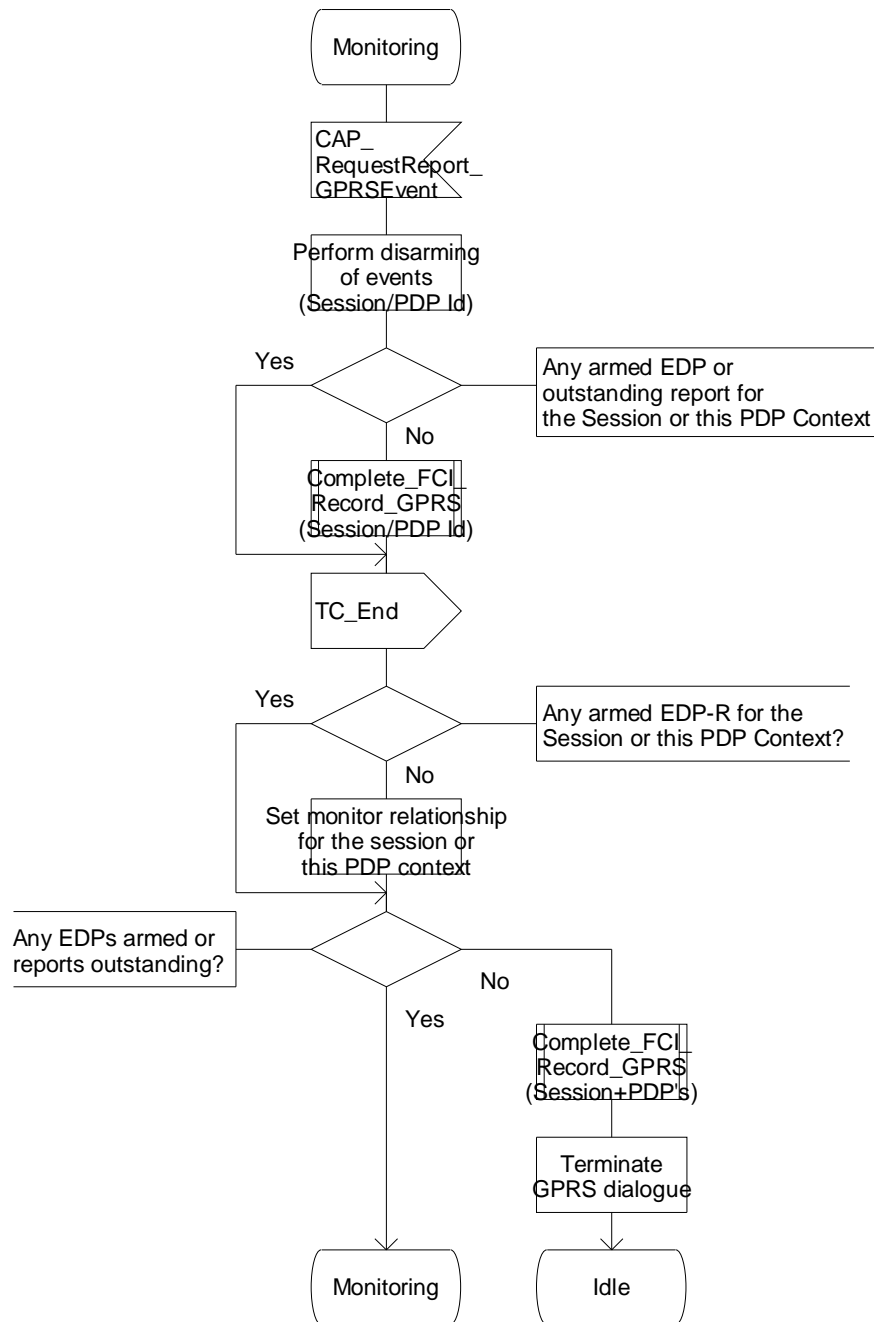 Monitoring
CAP_
RequestReport_
GPRSEvent
Perform disarming
of events
(Session/PDP Id)
Yes
Any armed EDP or
outstanding report for
the Session or this PDP Context
No
Complete_FCI_
Record_GPRS
(Session/PDP Id)
TC_End
Yes
Any armed EDP-R for the
Session or this PDP Context?
No
Set monitor relationship
for the session or
this PDP context
Any EDPs armed or
reports outstanding?
No
Yes
Complete_FCI_
Record_GPRS
(Session+PDP's)
Terminate
GPRS dialogue
Monitoring
Idle